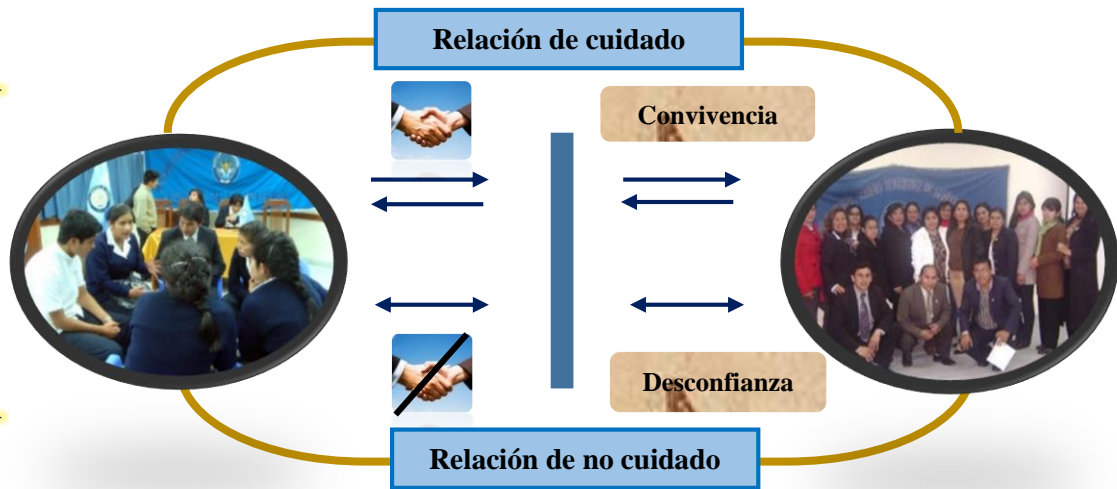 Relación de cuidado
Convivencia
Desconfianza
Relación de no cuidado